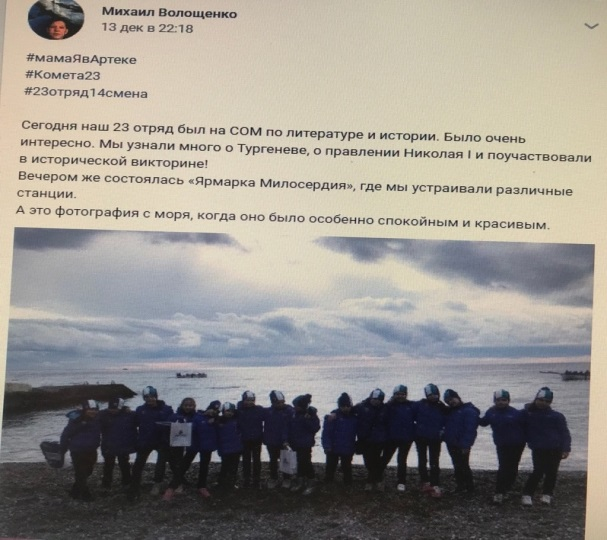 Михаил Волощенко
13 дек в 22:18
#мамаЯвАртеке
#Комета23
#23отряд14смена
Сегодня наш 23 отряд был на СОМ по литературе и истории. Было очень
интересно. Мы узнали много о Тургеневе, о правлении Николая I и поучаствовали
в исторической викторине!
Вечером же состоялась «Ярмарка Милосердия», где мы устраивали различные
станции.
А это фотография с моря, когда оно было особенно спокойным и красивым.